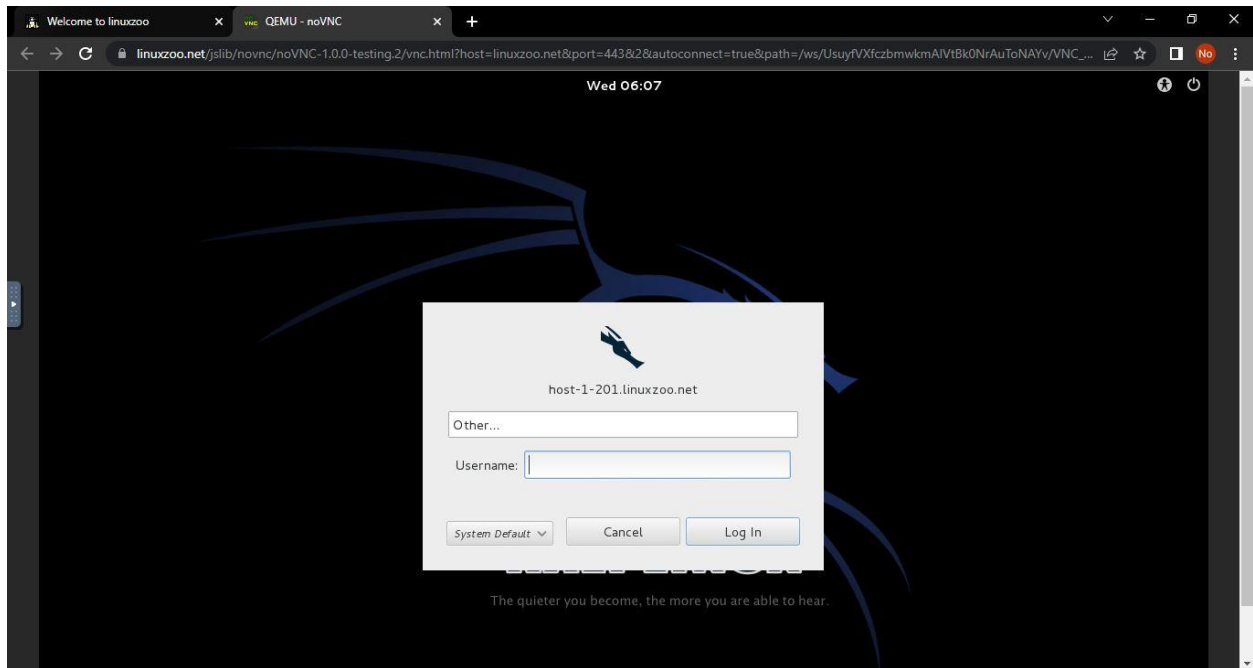 Welcome to linuxzoo
VNC QEMU - noVNC
linuxzoo.net/jslib/novnc/noVNC-1.0.0-testing.2/vnc.html?host=linuxzoo.net&port=443&2&autoconnect=true&path=/ws/UsuyfVXfczbmwkmAIVtBk0NrAuToNAYv/VNC_... No
Wed 06:07
host-1-201.linuxzoo.net
Other...
Username:
System Default Cancel Log In
The quieter you become, the more you are able to hear.